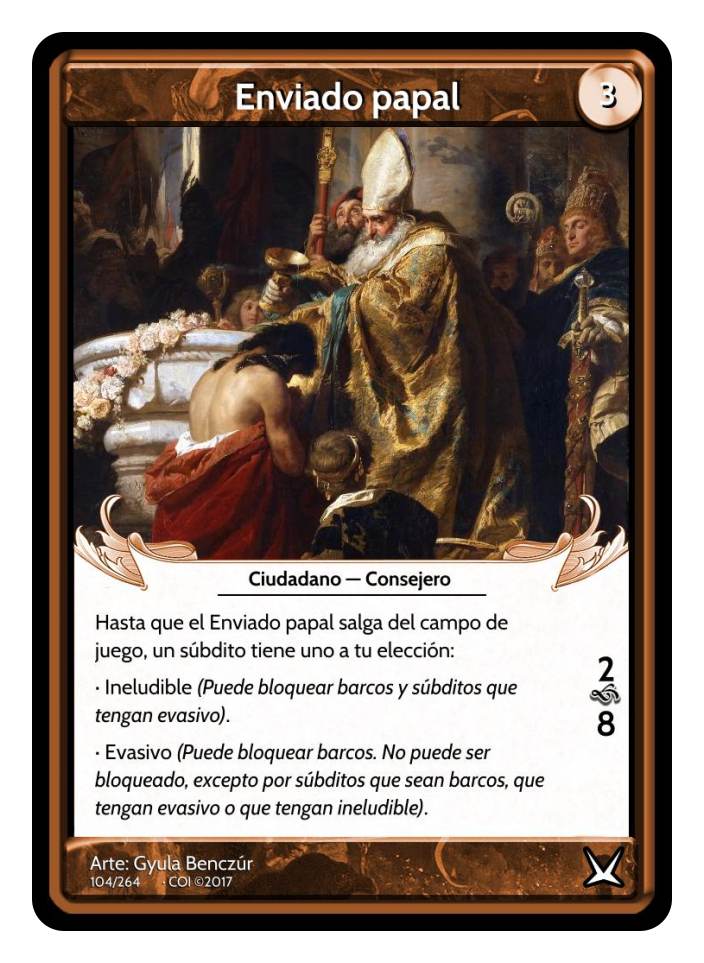 Enviado papal
3
Ciudadano — Consejero
Hasta que el Enviado papal salga del campo de
juego, un súbdito tiene uno a tu elección:
· Ineludible (Puede bloquear barcos y súbditos que
tengan evasivo).
· Evasivo (Puede bloquear barcos. No puede ser
bloqueado, excepto por súbditos que sean barcos, que
tengan evasivo o que tengan ineludible).
2
8
Arte: Gyula Benczúr
104/264 · COI ©2017